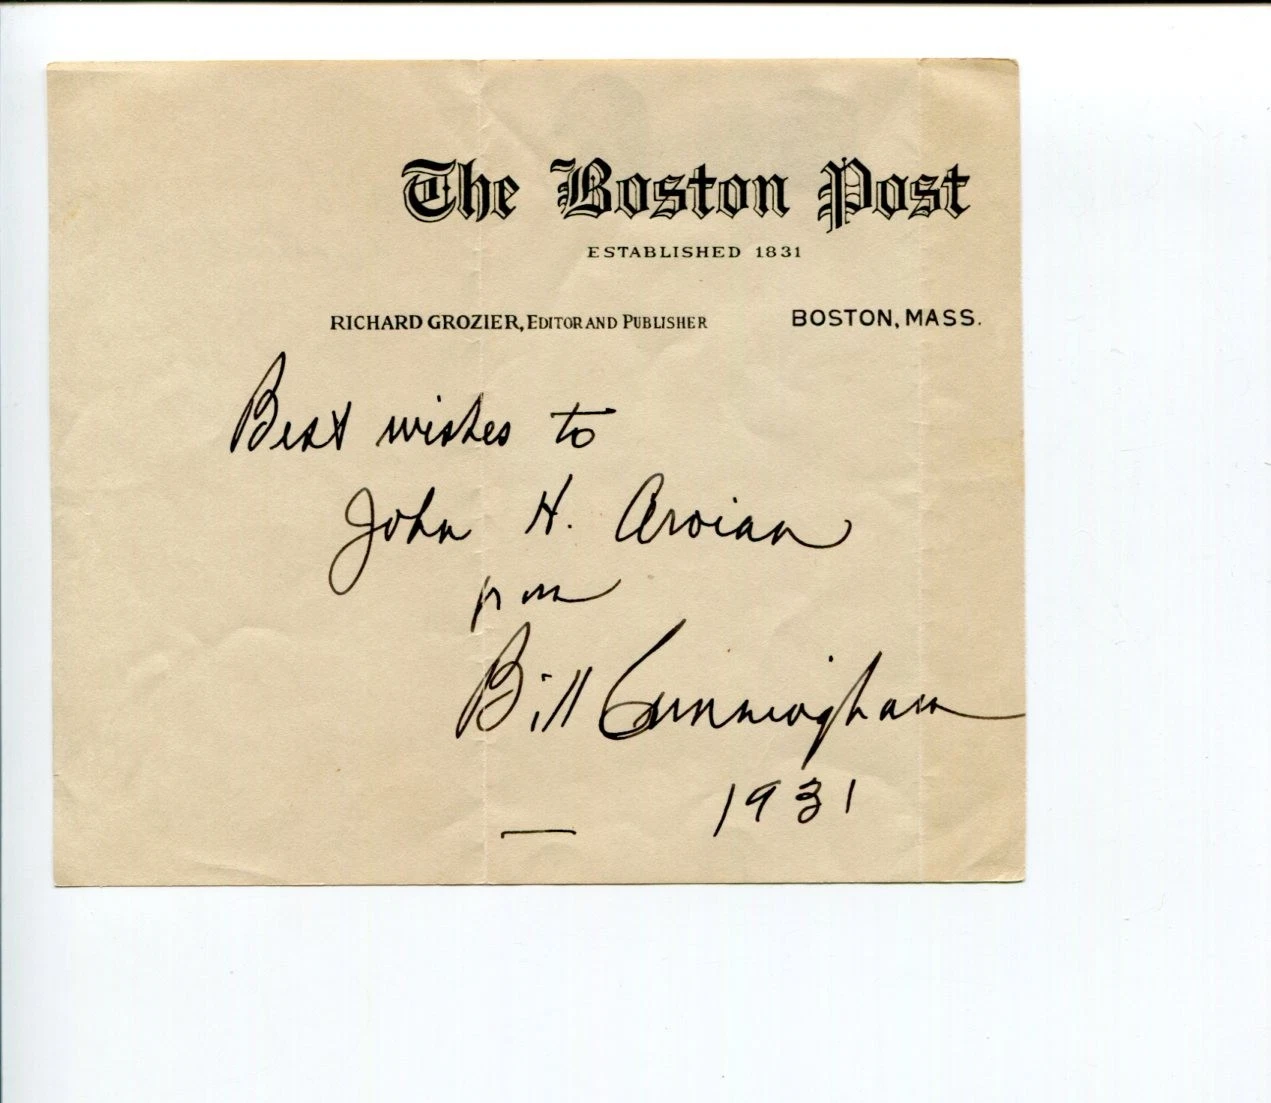 The Boston Post
ESTABLISHED 1831
RICHARD GROZIER, EDITOR AND PUBLISHER BOSTON, MASS.
Best wishes to
John H. Aroian
from
Bill Cunningham
1931